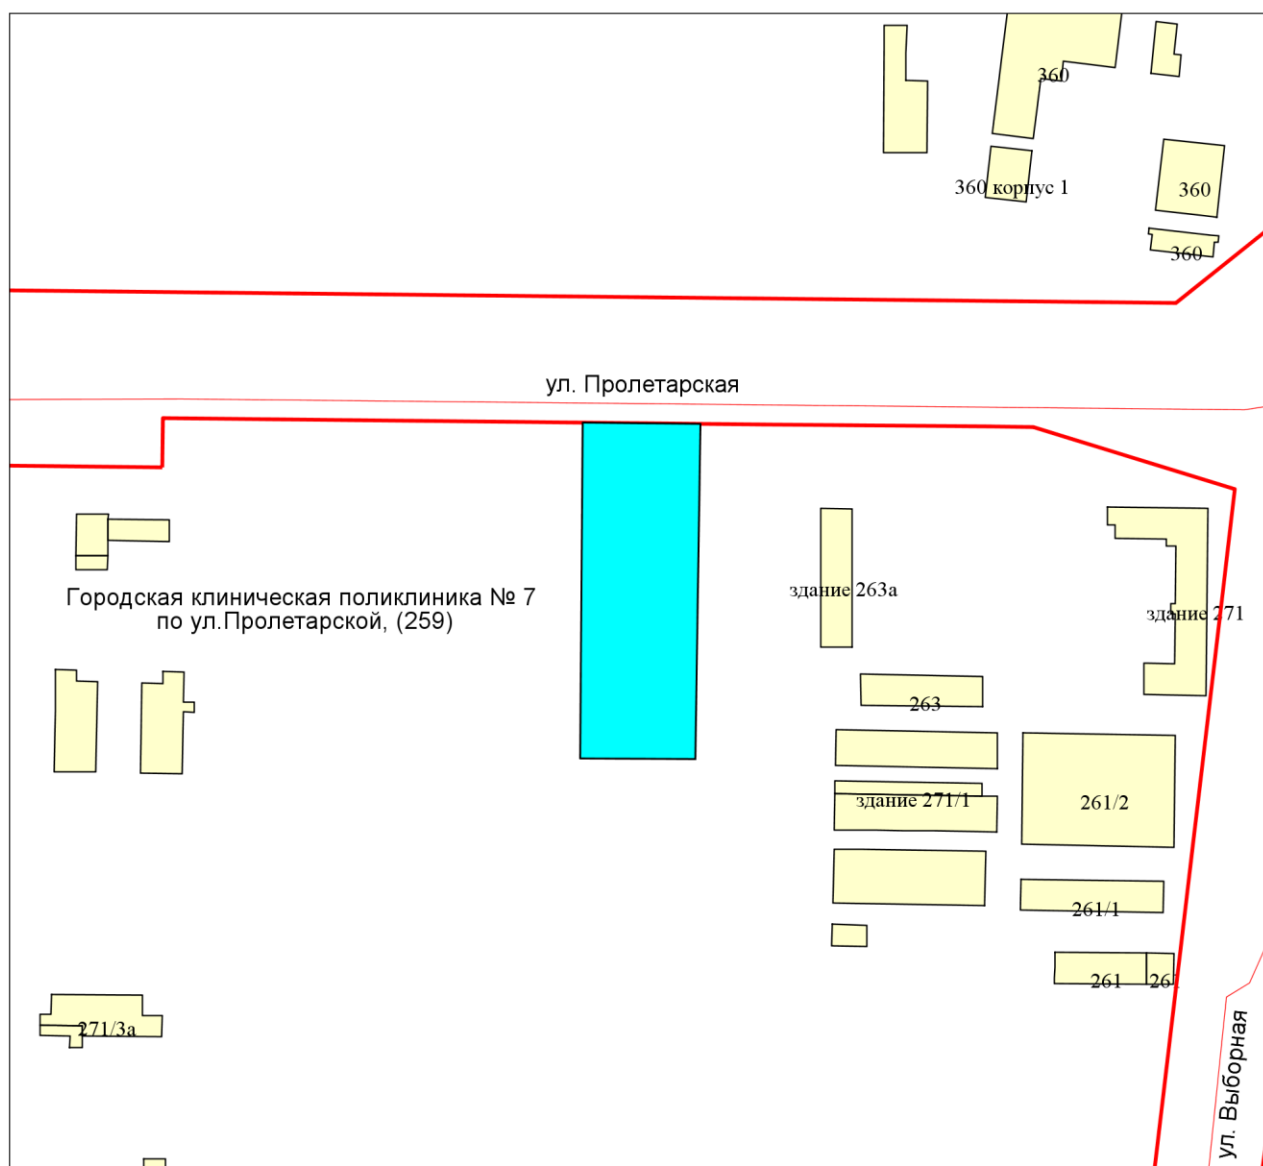 360
360 корпус 1
360
360
ул. Пролетарская
Городская клиническая поликлиника № 7
по ул.Пролетарской, (259)
здание 263а
здание 271
263
здание 271/1
261/2
261/1
261
261
271/3а
ул. Выборная